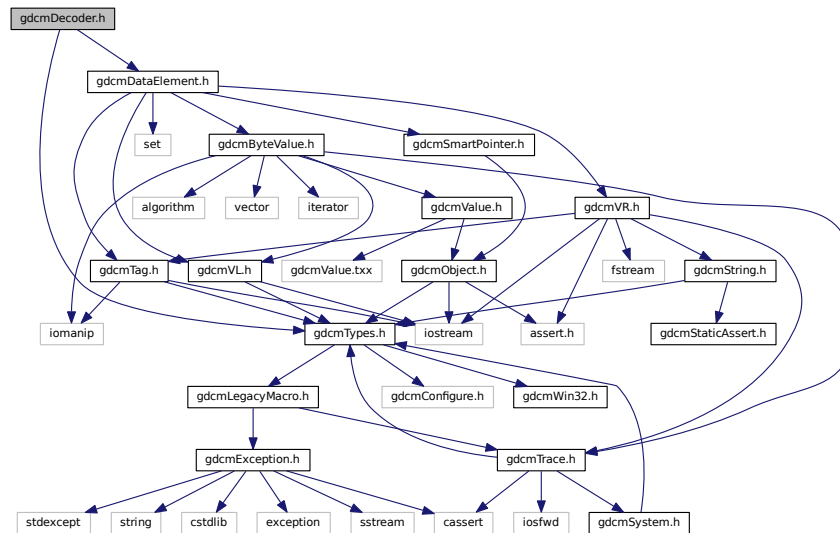 gdcmDecoder.h
gdcmDataElement.h
set
gdcmByteValue.h
gdcmSmartPointer.h
algorithm
vector
iterator
gdcmValue.h
gdcmVR.h
gdcmTag.h
gdcmVL.h
gdcmValue.txx
gdcmObject.h
fstream
gdcmString.h
iomanip
gdcmTypes.h
iostream
assert.h
gdcmStaticAssert.h
gdcmLegacyMacro.h
gdcmConfigure.h
gdcmWin32.h
gdcmException.h
gdcmTrace.h
stdexcept
string
cstdlib
exception
sstream
cassert
iosfwd
gdcmSystem.h